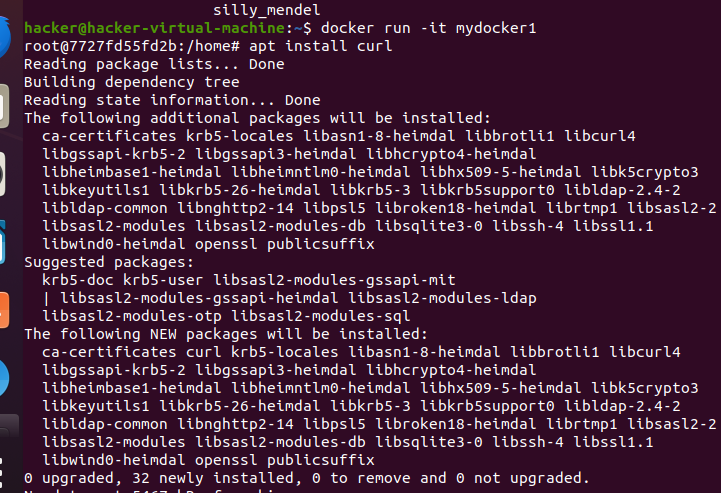 silly_mendel
hacker@hacker-virtual-machine:~$ docker run -it mydocker1
root@7727fd55fd2b:/home# apt install curl
Reading package lists... Done
Building dependency tree
Reading state information... Done
The following additional packages will be installed:
  ca-certificates krb5-locales libasn1-8-heimdal libbrotli1 libcurl4
  libgssapi-krb5-2 libgssapi3-heimdal libhcrypto4-heimdal
  libheimbase1-heimdal libheimntlm0-heimdal libhx509-5-heimdal libk5crypto3
  libkeyutils1 libkrb5-26-heimdal libkrb5-3 libkrb5support0 libldap-2.4-2
  libldap-common libnghttp2-14 libpsl5 libroken18-heimdal librtmp1 libsasl2-2
  libsasl2-modules libsasl2-modules-db libsqlite3-0 libssh-4 libssl1.1
  libwind0-heimdal openssl publicsuffix
Suggested packages:
  krb5-doc krb5-user libsasl2-modules-gssapi-mit
  | libsasl2-modules-gssapi-heimdal libsasl2-modules-ldap
  libsasl2-modules-otp libsasl2-modules-sql
The following NEW packages will be installed:
  ca-certificates curl krb5-locales libasn1-8-heimdal libbrotli1 libcurl4
  libgssapi-krb5-2 libgssapi3-heimdal libhcrypto4-heimdal
  libheimbase1-heimdal libheimntlm0-heimdal libhx509-5-heimdal libk5crypto3
  libkeyutils1 libkrb5-26-heimdal libkrb5-3 libkrb5support0 libldap-2.4-2
  libldap-common libnghttp2-14 libpsl5 libroken18-heimdal librtmp1 libsasl2-2
  libsasl2-modules libsasl2-modules-db libsqlite3-0 libssh-4 libssl1.1
  libwind0-heimdal openssl publicsuffix
0 upgraded, 32 newly installed, 0 to remove and 0 not upgraded.